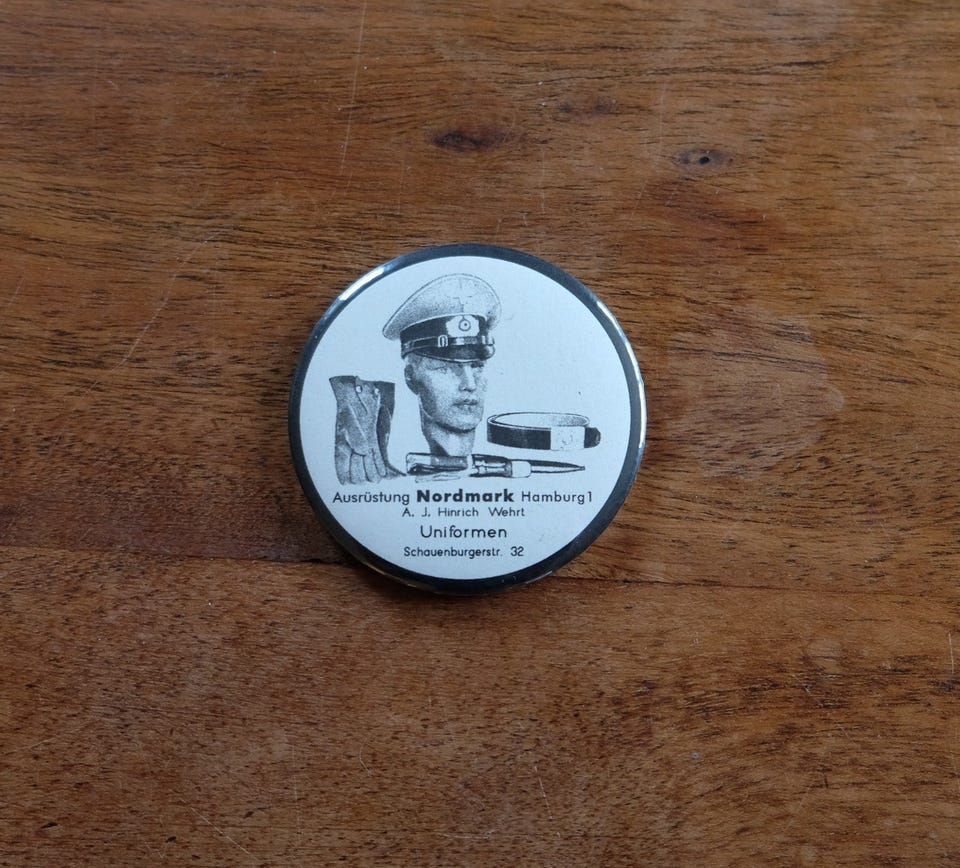 Ausrüstung Nordmark Hamburg 1
A. J. Hinrich Wehrt
Uniformen
Schauenburgerstr. 32